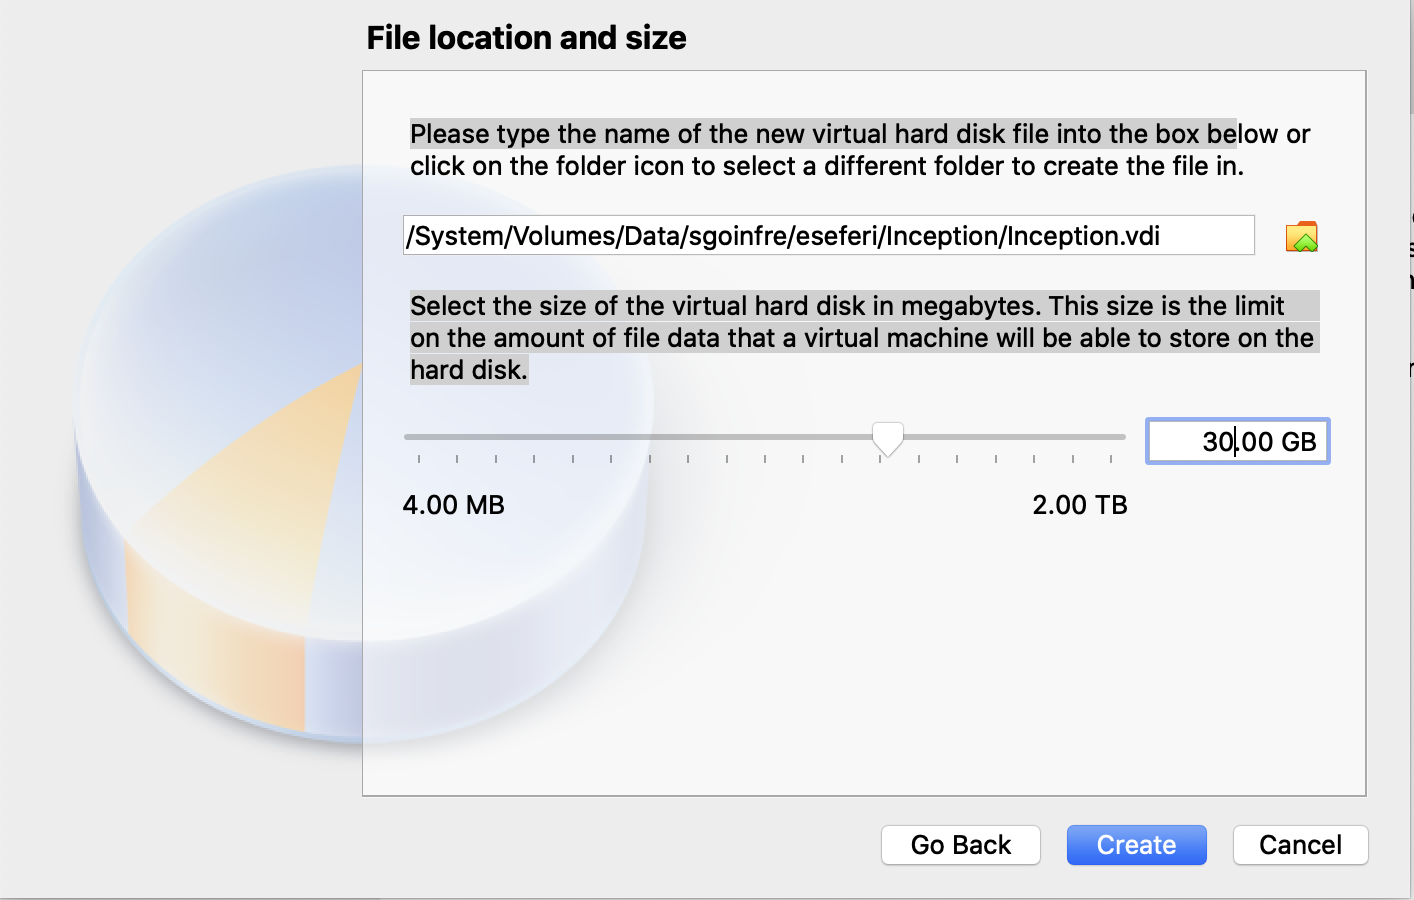 File location and size
Please type the name of the new virtual hard disk file into the box below or
click on the folder icon to select a different folder to create the file in.
/System/Volumes/Data/sgoinfre/eseferi/Inception/Inception.vdi
Select the size of the virtual hard disk in megabytes. This size is the limit
on the amount of file data that a virtual machine will be able to store on the
hard disk.
30.00 GB
4.00 MB
2.00 TB
Go Back
Create
Cancel